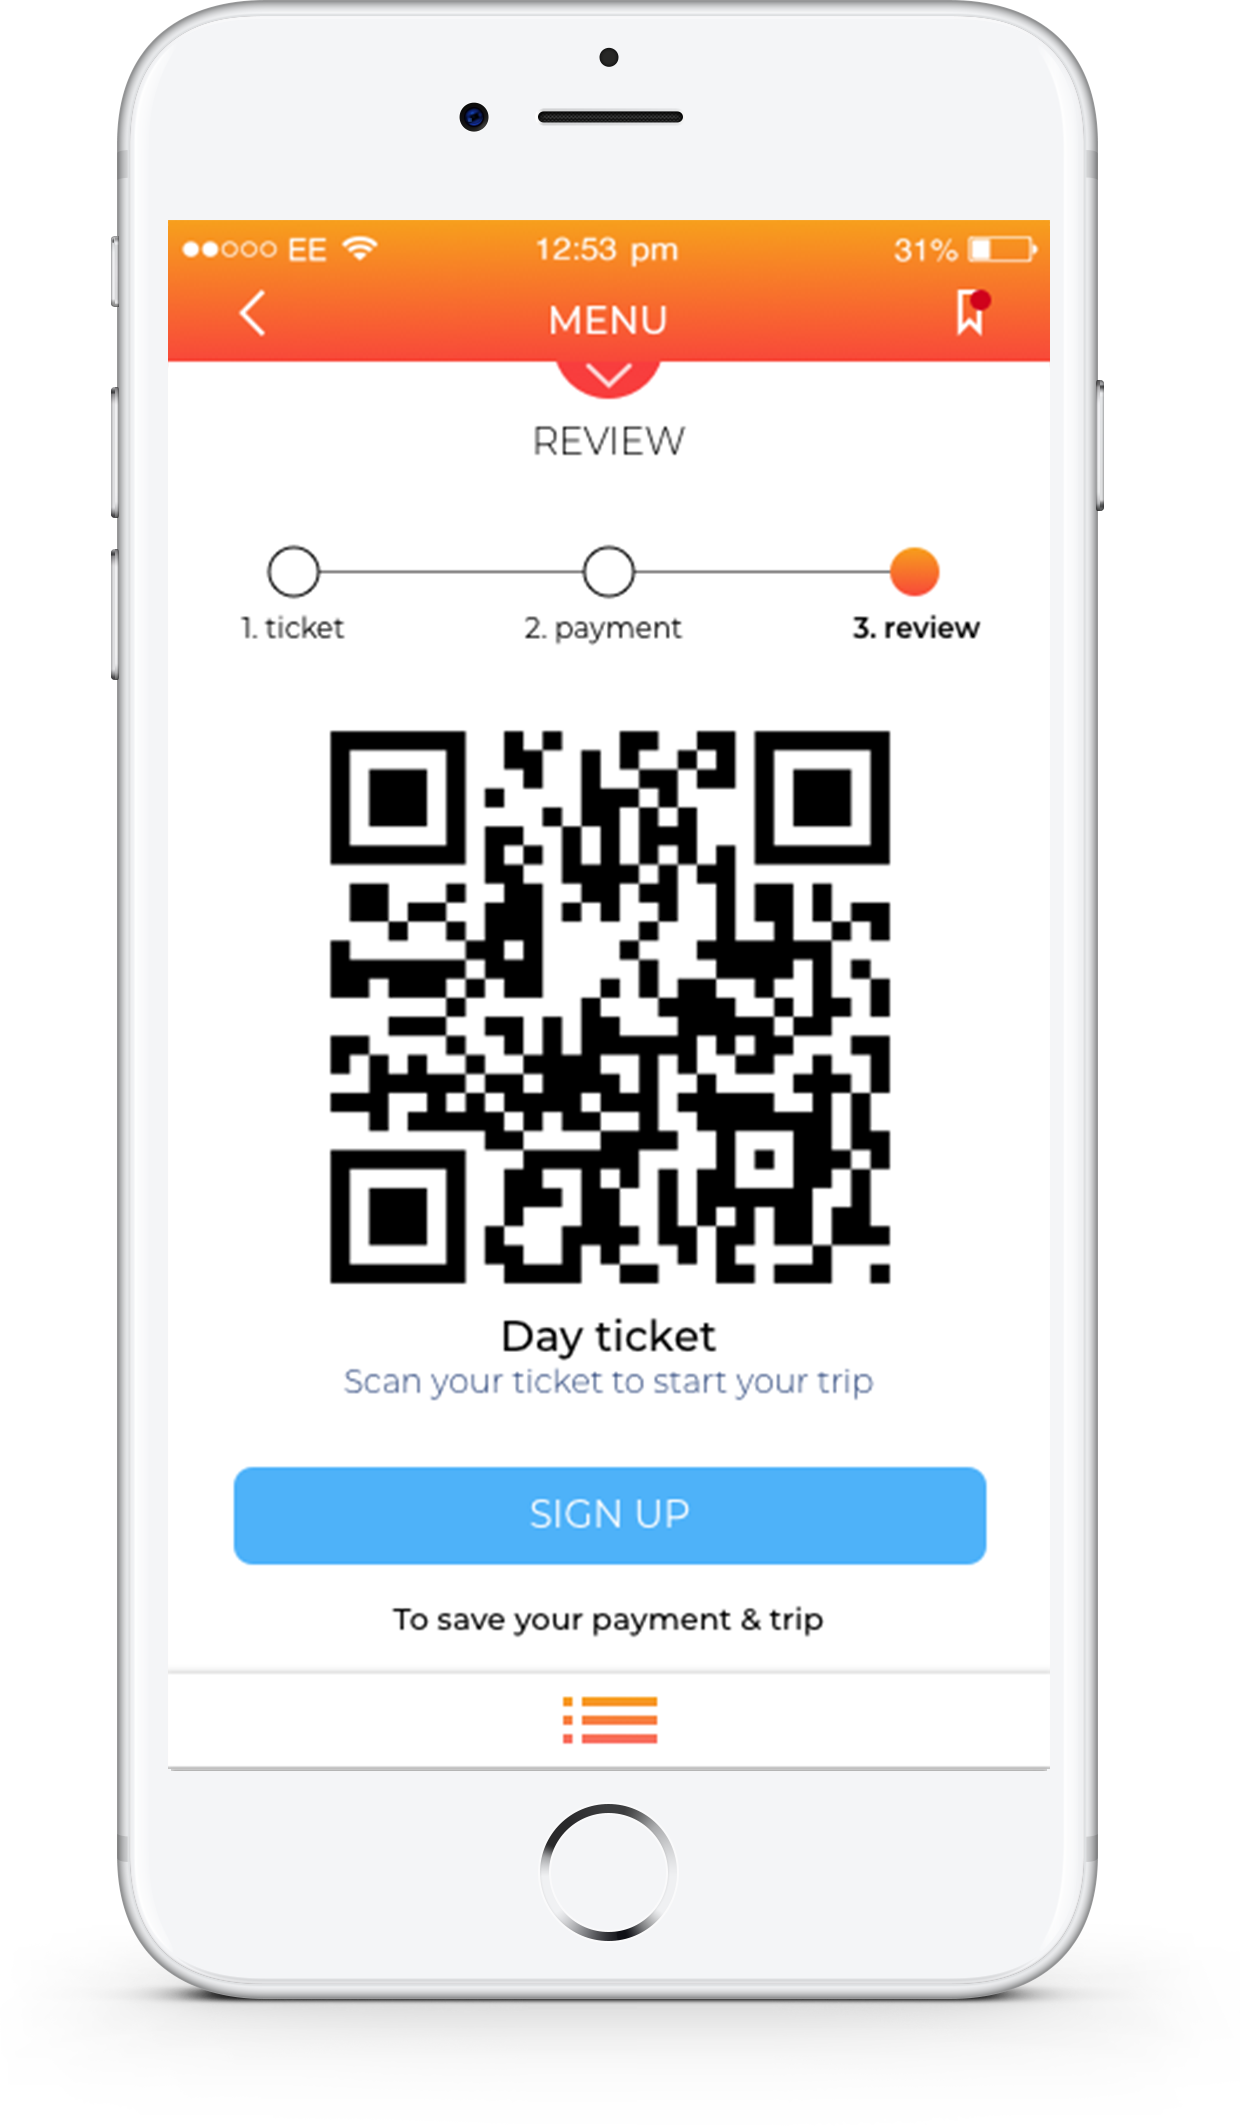 EE 12:53 pm 31%
MENU
REVIEW
1. ticket 2. payment 3. review
Day ticket
Scan your ticket to start your trip
SIGN UP
To save your payment & trip